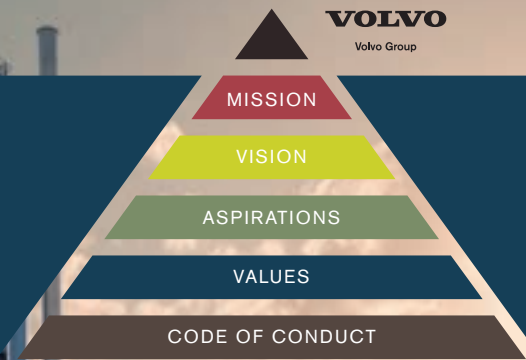 VOLVO
Volvo Group
MISSION
VISION
ASPIRATIONS
VALUES
CODE OF CONDUCT